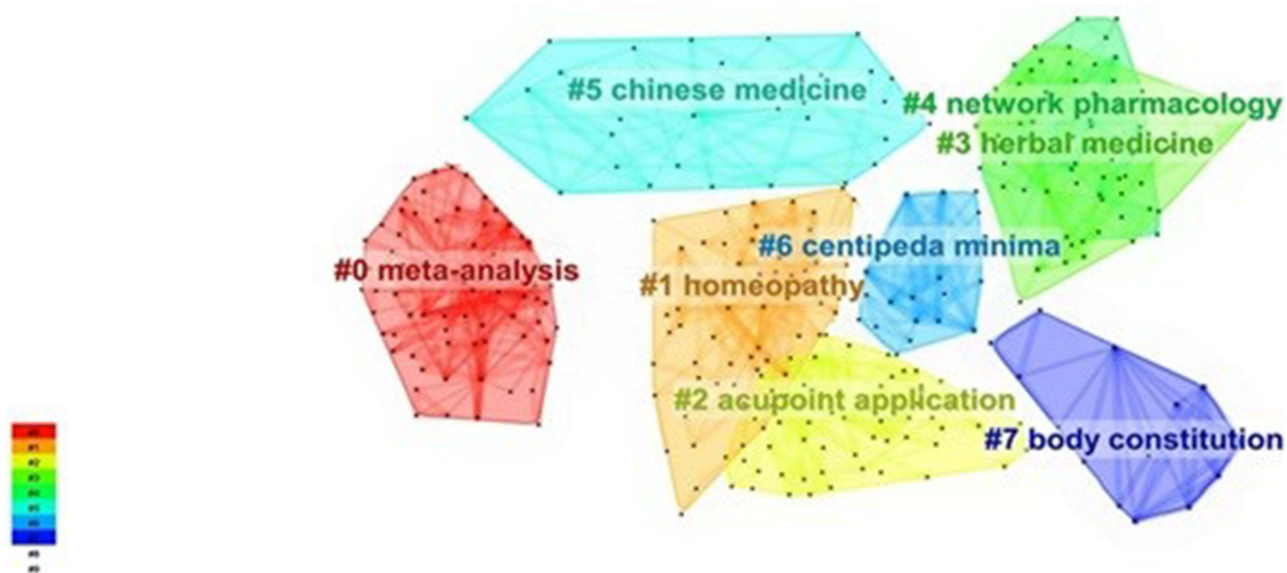 #5 chinese medicine
#4 network pharmacology
#3 herbal medicine
#6 centipeda minima
#0 meta-analysis
#1 homeopathy
#2 acupoint application
#7 body constitution